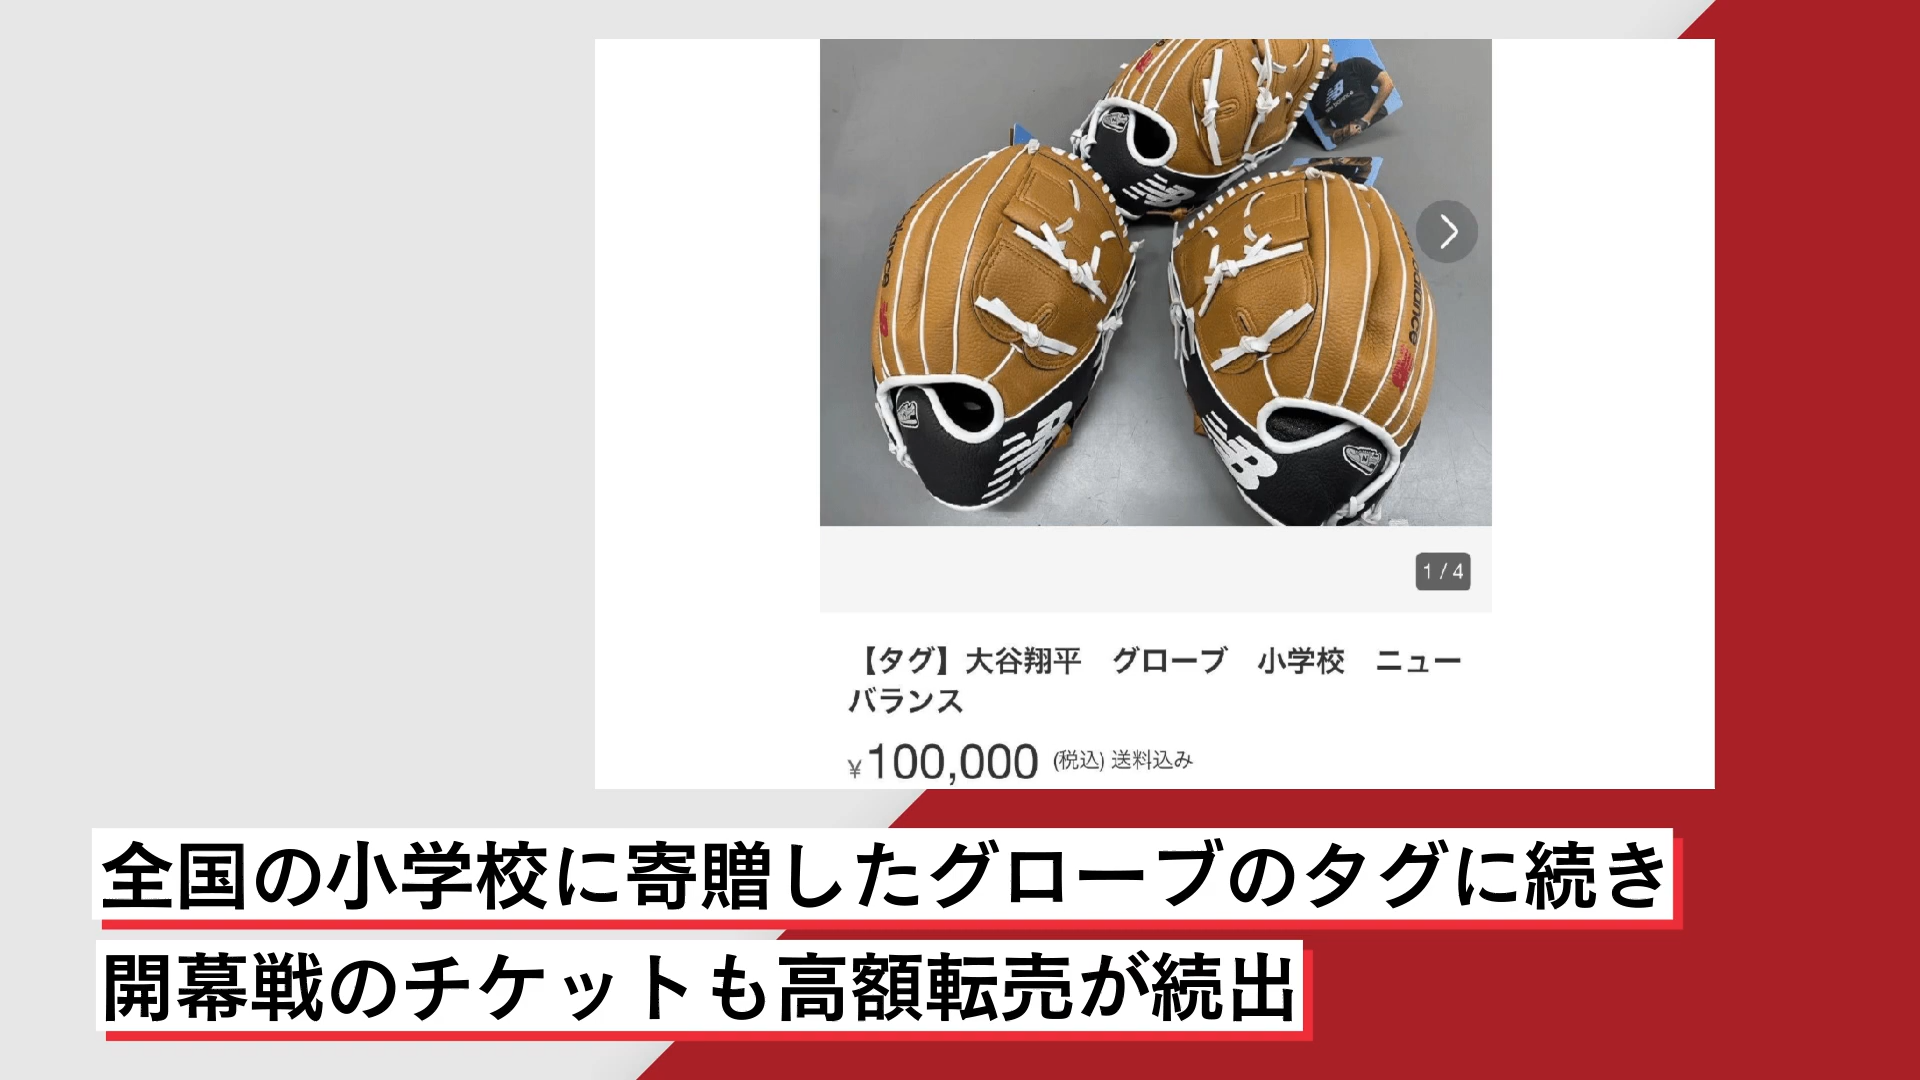 1 / 4
【タグ】大谷翔平　グローブ　小学校　ニュー
バランス
¥100,000 (税込) 送料込み
全国の小学校に寄贈したグローブのタグに続き
開幕戦のチケットも高額転売が続出